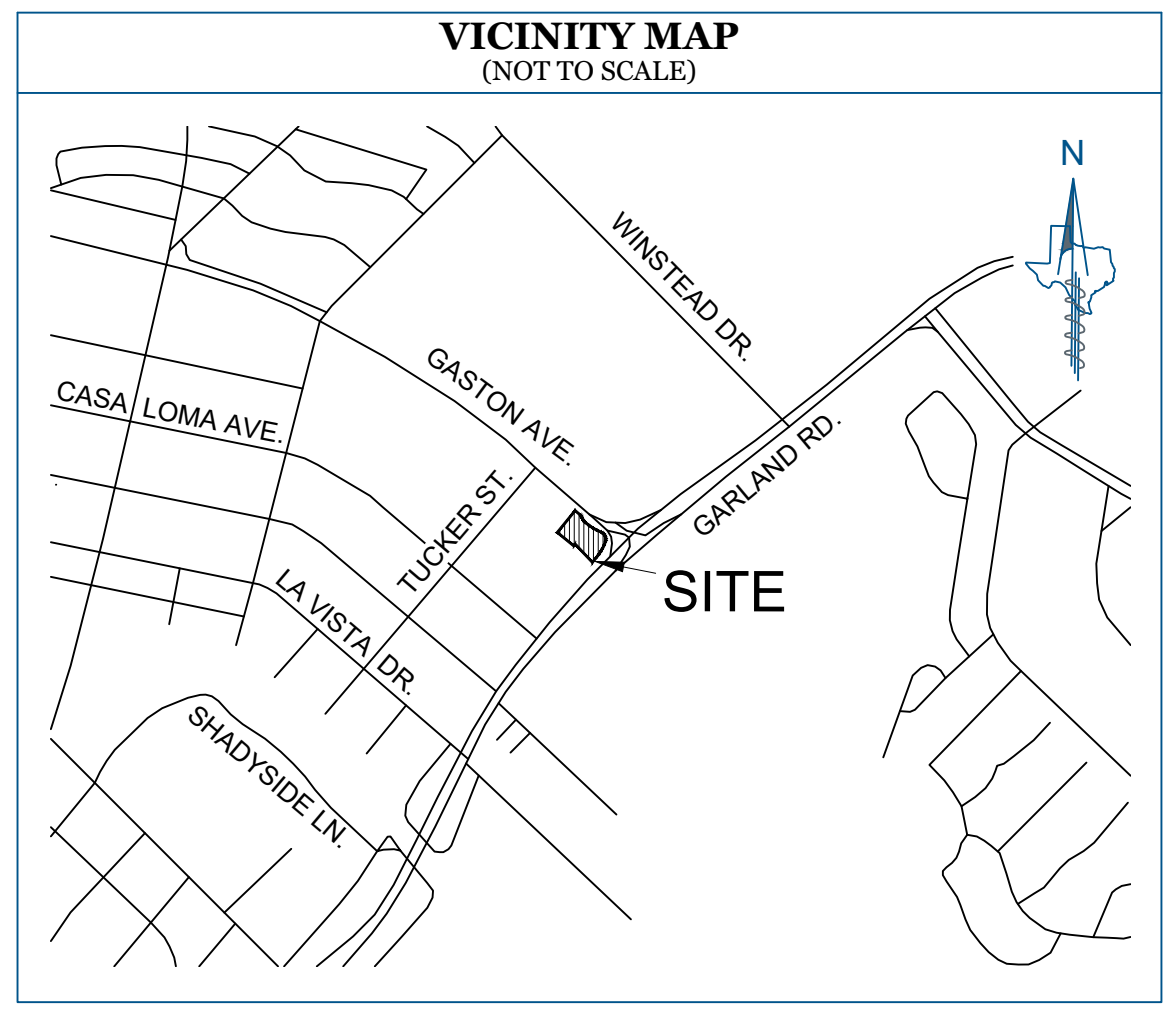 VICINITY MAP
(NOT TO SCALE)
N
WINSTEAD DR.
GASTON AVE.
CASA LOMA AVE.
GARLAND RD.
TUCKER ST.
SITE
LA VISTA DR.
SHADYSIDE LN.